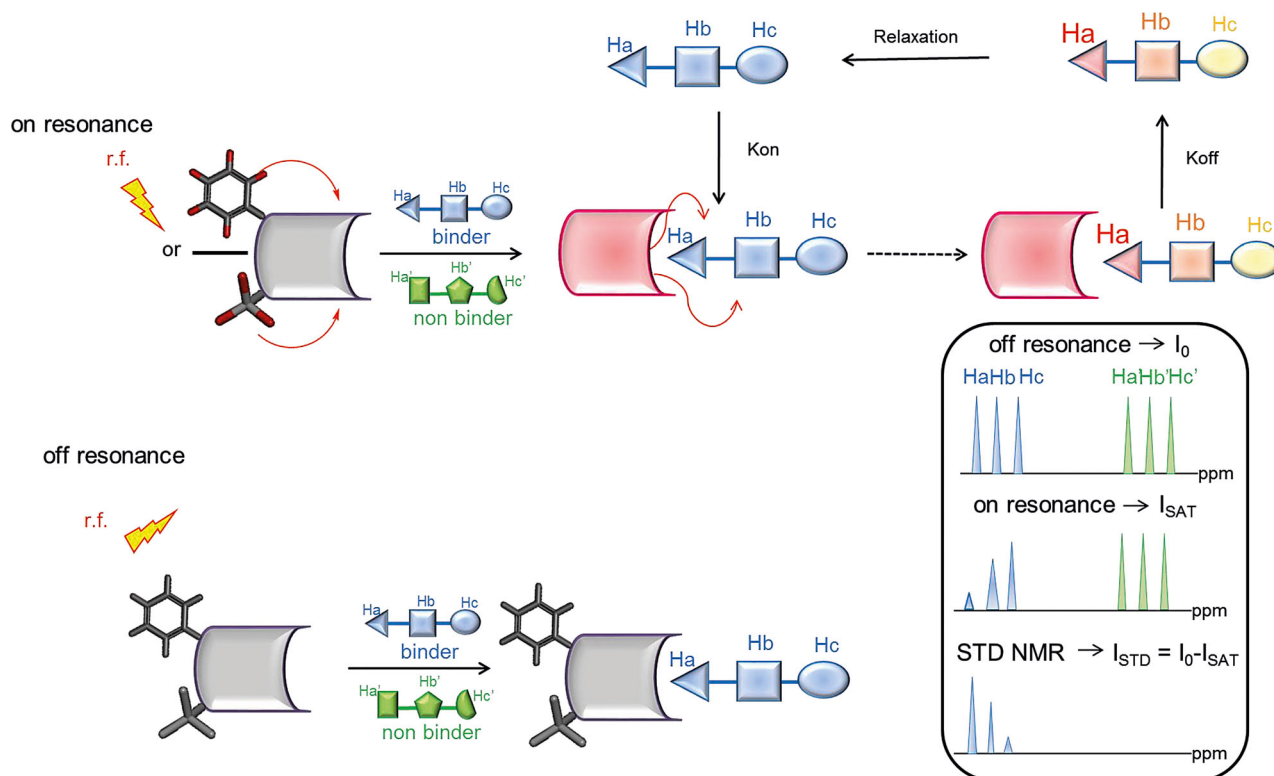 Ha Hb Hc
Relaxation
Ha Hb Hc
on resonance
r.f.
or
Kon
Koff
Ha Hb Hc
binder
Ha' Hb' Hc'
non binder
Ha Hb Hc
Ha Hb Hc
off resonance → I0
Ha Hb Hc Ha'Hb'Hc'
ppm
on resonance → ISAT
ppm
STD NMR → ISTD = I0-ISAT
ppm
off resonance
r.f.
Ha Hb Hc
binder
Ha' Hb' Hc'
non binder
Ha Hb Hc